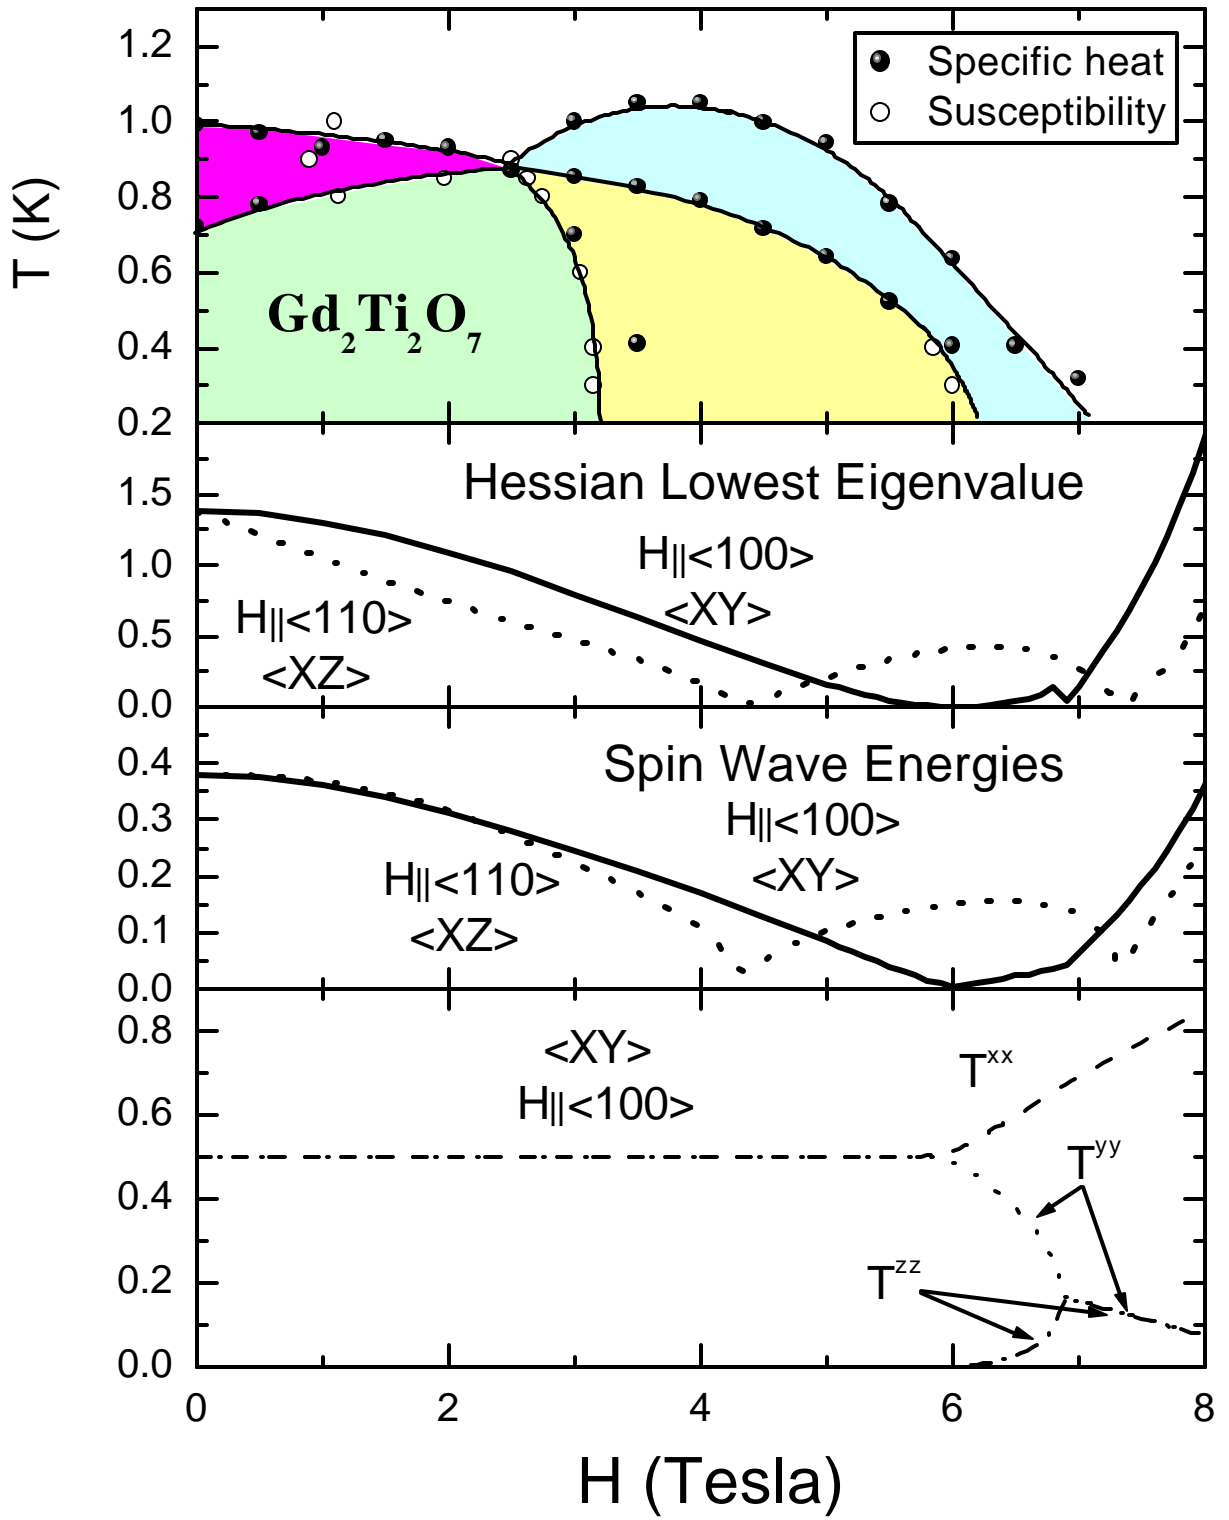 1.2
1.0
0.8
0.6
0.4
0.2
T (K)
Specific heat
Susceptibility
Gd2Ti2O7
1.5
1.0
0.5
0.0
Hessian Lowest Eigenvalue
H||<100>
<XY>
H||<110>
<XZ>
0.4
0.3
0.2
0.1
0.0
Spin Wave Energies
H||<100>
<XY>
H||<110>
<XZ>
0.8
0.6
0.4
0.2
0.0
<XY>
H||<100>
Txx
Tyy
Tzz
0 2 4 6 8
H (Tesla)